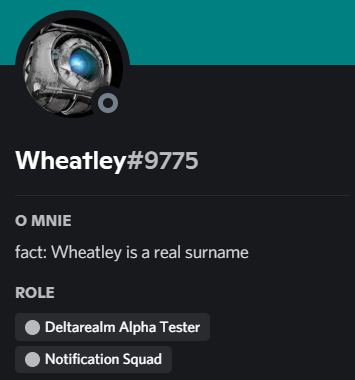 Wheatley#9775
O MNIE
fact: Wheatley is a real surname
ROLE
Deltarealm Alpha Tester
Notification Squad